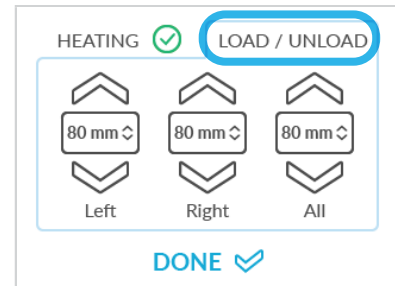 HEATING LOAD / UNLOAD
80 mm 80 mm 80 mm
Left Right All
DONE